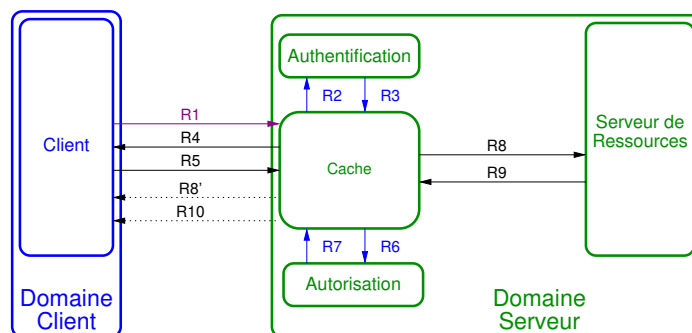 Authentification
R2 R3
R1
Client
R4
R5
R8'
R10
Cache
R8
R9
Serveur de
Ressources
R7 R6
Autorisation
Domaine
Client
Domaine
Serveur